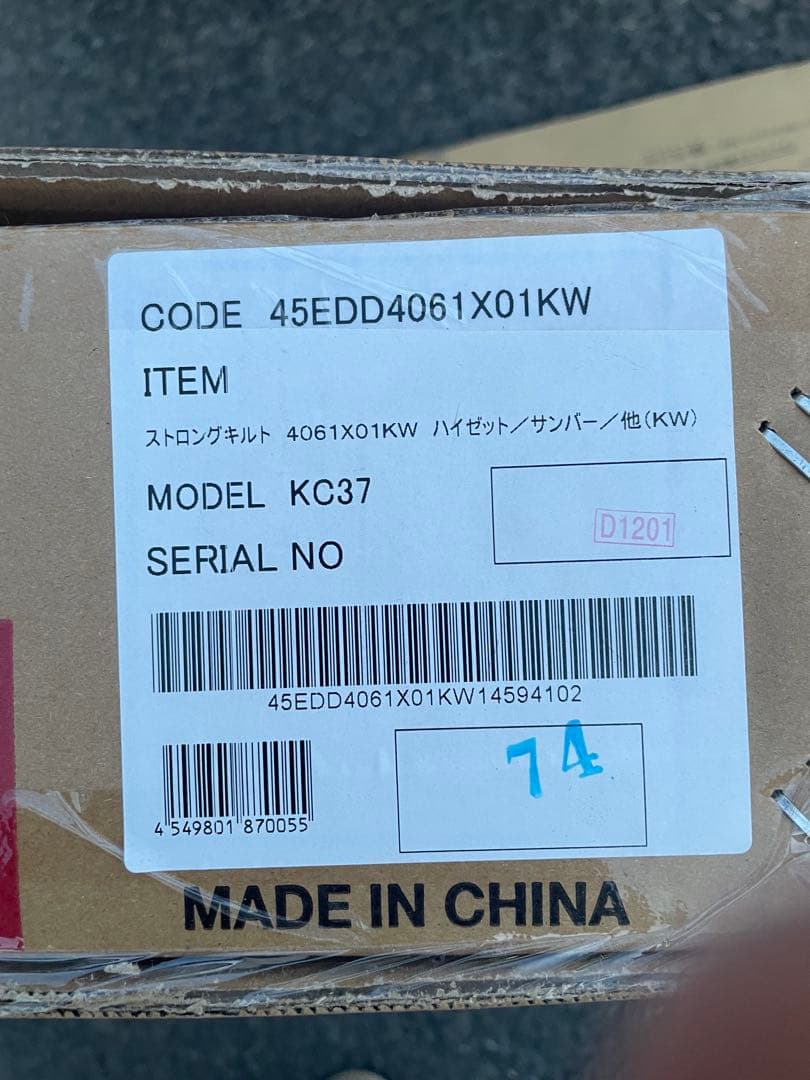 CODE 45EDD4061X01KW
ITEM
ストロングキルト 4061X01KW ハイゼット/サンバー/他(KW)
MODEL KC37
D1201
SERIAL NO
45EDD4061X01KW14594102
74
4 549801 870055
MADE IN CHINA